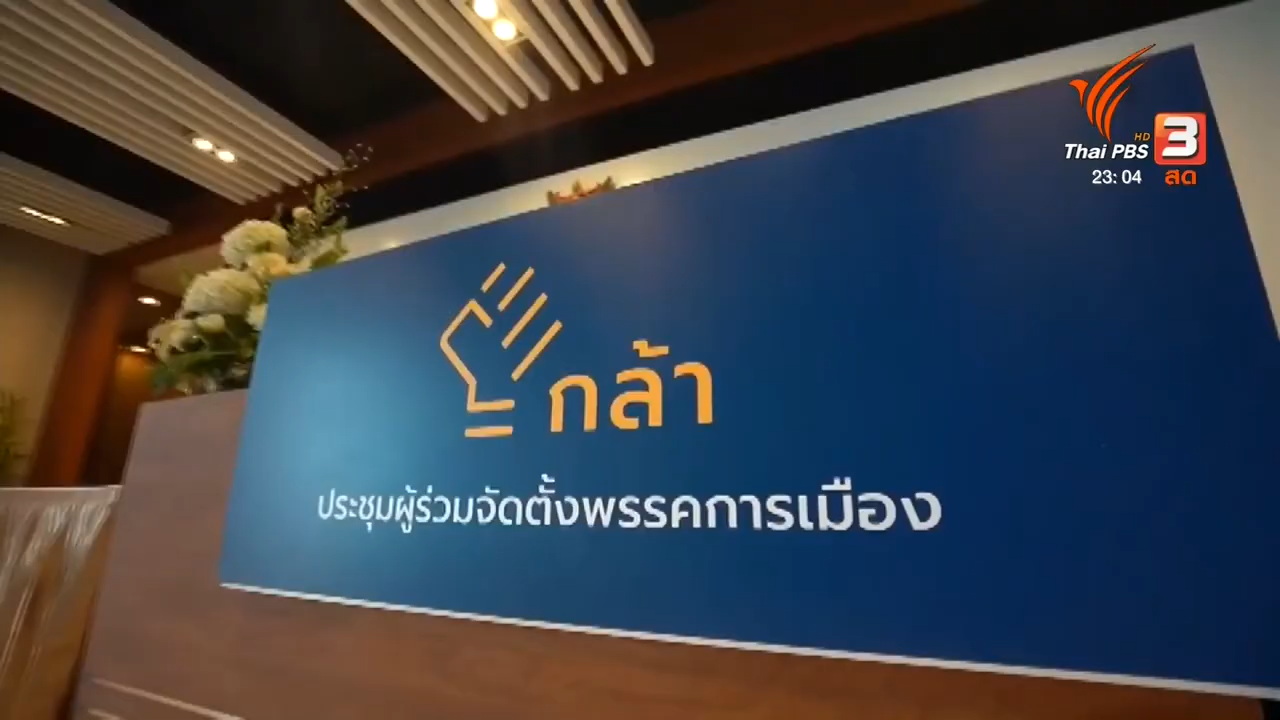 Thai PBS HD 3
23:04 สด
กล้า
ประชุมผู้ร่วมจัดตั้งพรรคการเมือง